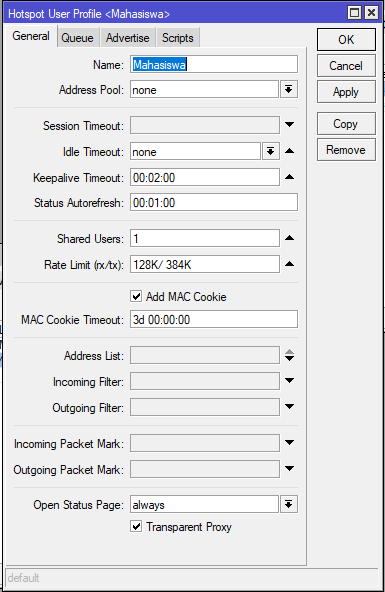 Hotspot User Profile <Mahasiswa>
General Queue Advertise Scripts
OK
Name: Mahasiswa
Cancel
Address Pool: none
Apply
Session Timeout:
Copy
Idle Timeout: none
Remove
Keepalive Timeout: 00:02:00
Status Autorefresh: 00:01:00
Shared Users: 1
Rate Limit (rx/tx): 128K/ 384K
Add MAC Cookie
MAC Cookie Timeout: 3d 00:00:00
Address List:
Incoming Filter:
Outgoing Filter:
Incoming Packet Mark:
Outgoing Packet Mark:
Open Status Page: always
Transparent Proxy
default